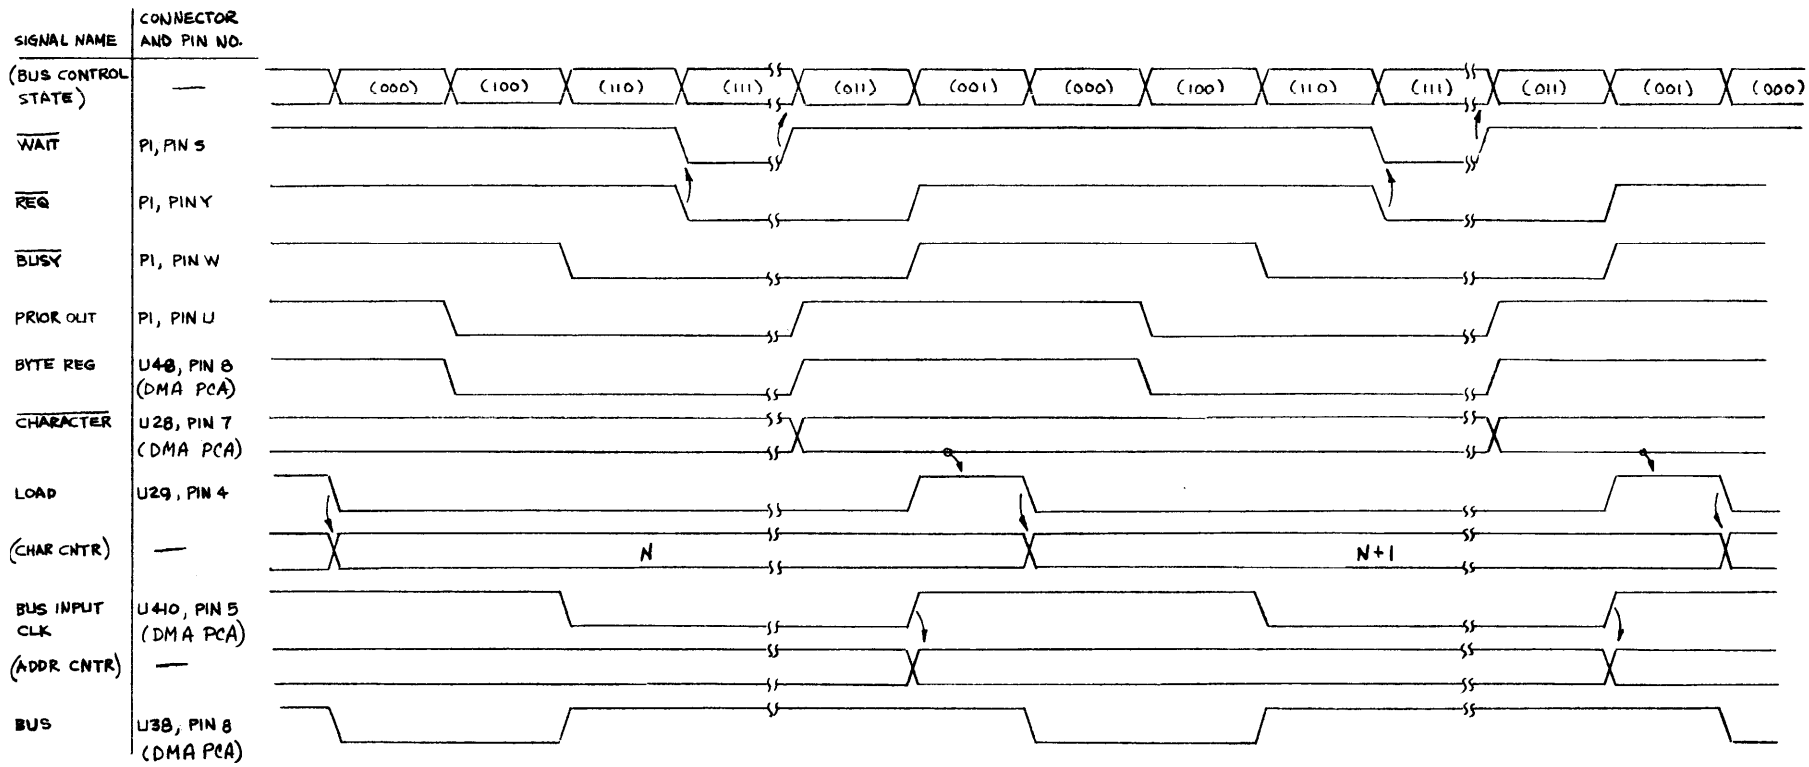 SIGNAL NAME
CONNECTOR
AND PIN NO.
(BUS CONTROL
STATE)
—
(000) (100) (110) (111) (011) (001) (000) (100) (110) (111) (011) (001) (000)
WAIT
P1, PIN 5
REQ
P1, PIN Y
BUSY
P1, PIN W
PRIOR OUT
P1, PIN U
BYTE REG
U48, PIN 8
(DMA PCA)
CHARACTER
U28, PIN 7
(DMA PCA)
LOAD
U29, PIN 4
(CHAR CNTR)
—
N
N+1
BUS INPUT
CLK
U410, PIN 5
(DMA PCA)
(ADDR CNTR)
—
BUS
U38, PIN 8
(DMA PCA)